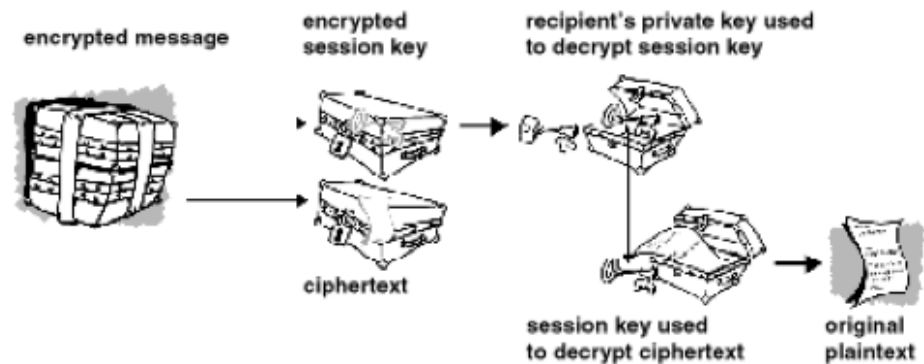 encrypted message
encrypted
session key
recipient's private key used
to decrypt session key
ciphertext
session key used
to decrypt ciphertext
original
plaintext